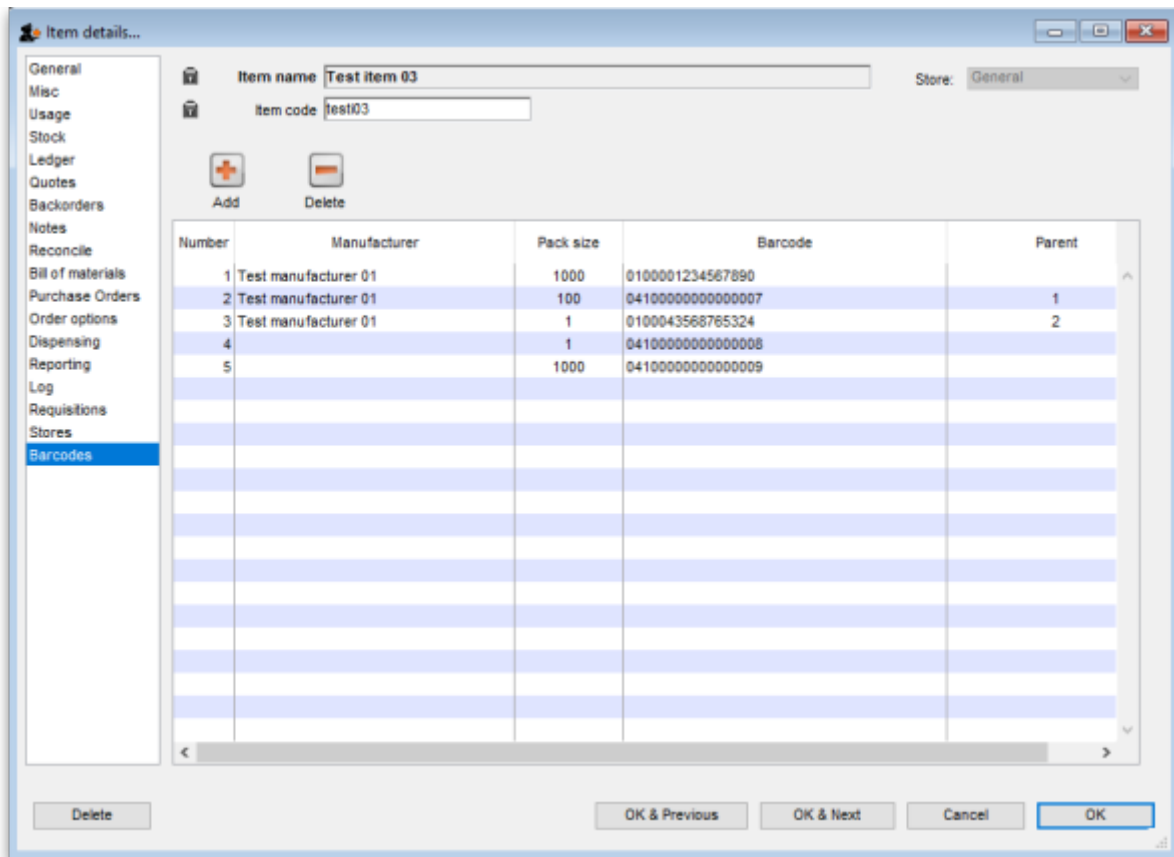 Item details...
General
Misc
Usage
Stock
Ledger
Quotes
Backorders
Notes
Reconcile
Bill of materials
Purchase Orders
Order options
Dispensing
Reporting
Log
Requisitions
Stores
Barcodes
Item name Test item 03 Store: General
Item code testi03
Add Delete
Number Manufacturer Pack size Barcode Parent
1 Test manufacturer 01 1000 0100001234567890
2 Test manufacturer 01 100 04100000000000007 1
3 Test manufacturer 01 1 0100043568765324 2
4 1 04100000000000008
5 1000 04100000000000009
Delete OK & Previous OK & Next Cancel OK